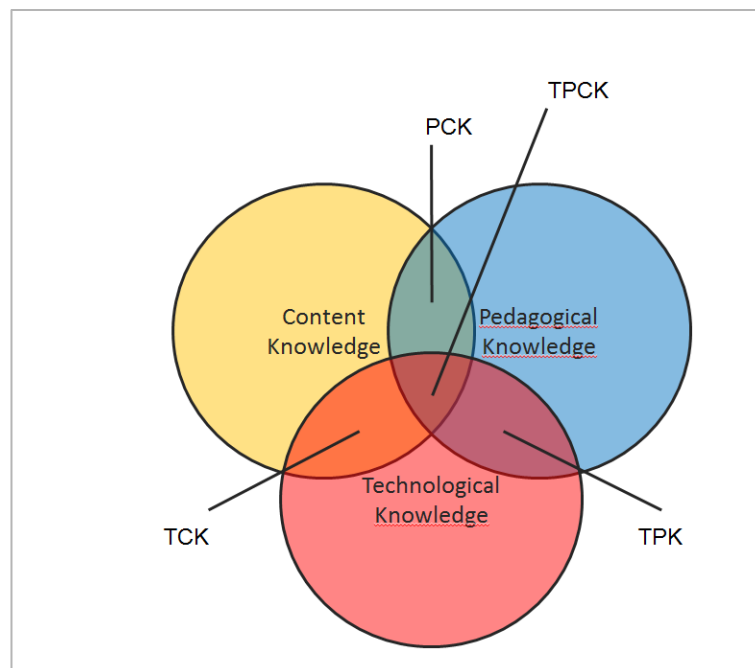 TPCK
PCK
Content
Knowledge
Pedagogical
Knowledge
Technological
Knowledge
TCK
TPK